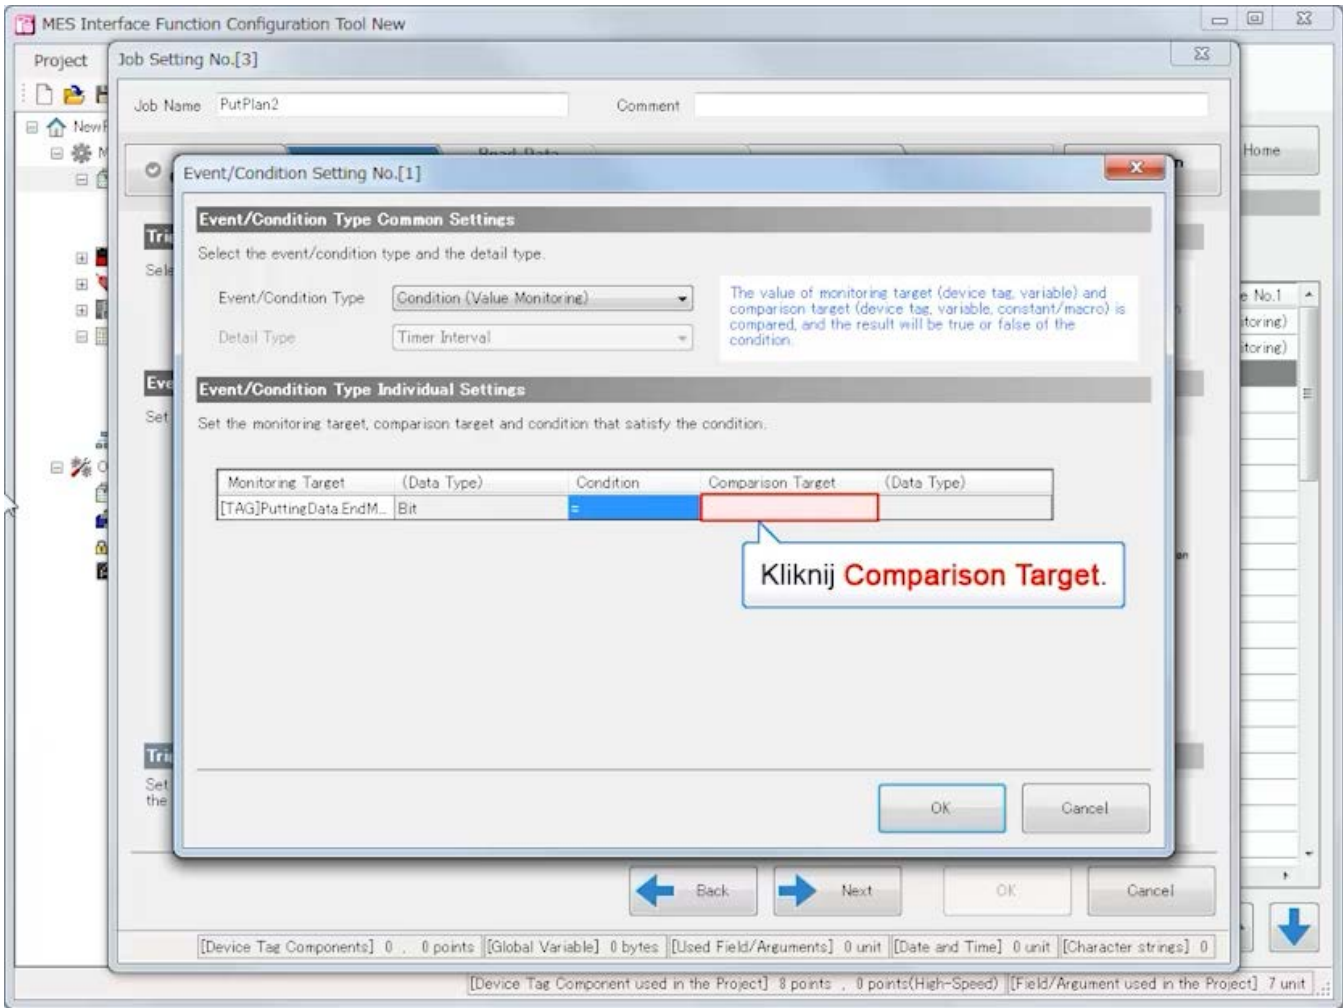 MES Interface Function Configuration Tool New
Project
Job Setting No.[3]
Job Name PutPlan2 Comment
Home
Event/Condition Setting No.[1]
Event/Condition Type Common Settings
Select the event/condition type and the detail type.
Event/Condition Type Condition (Value Monitoring)
Detail Type Timer Interval
The value of monitoring target (device tag, variable) and
comparison target (device tag, variable, constant/macro) is
compared, and the result will be true or false of the
condition.
Event/Condition Type Individual Settings
Set the monitoring target, comparison target and condition that satisfy the condition.
Monitoring Target (Data Type) Condition Comparison Target (Data Type)
[TAG]PuttingData.EndM... Bit =
Kliknij Comparison Target.
OK Cancel
Set
the
Back Next OK Cancel
[Device Tag Components] 0 , 0 points [Global Variable] 0 bytes [Used Field/Arguments] 0 unit [Date and Time] 0 unit [Character strings] 0
[Device Tag Component used in the Project] 8 points , 0 points(High-Speed) [Field/Argument used in the Project] 7 unit